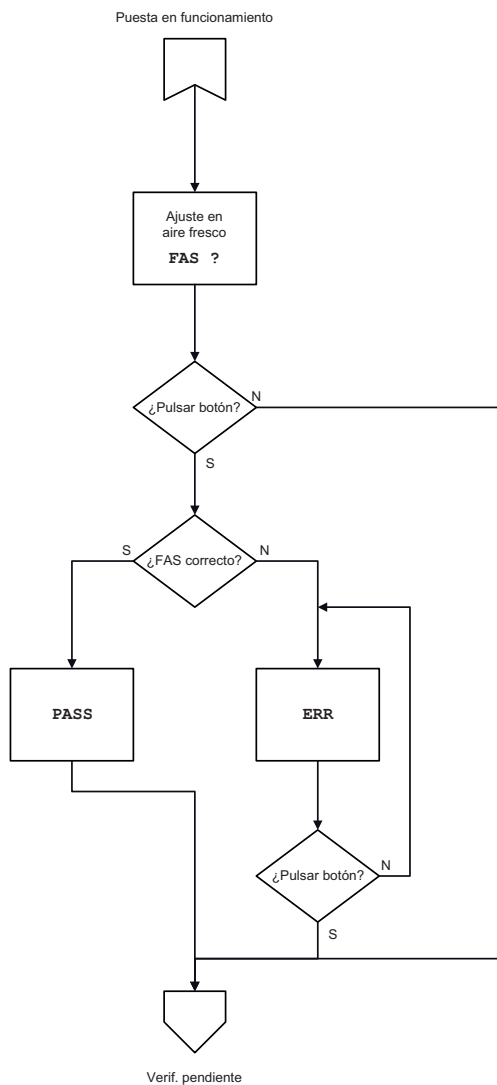 Puesta en funcionamiento
Ajuste en
aire fresco
FAS ?
¿Pulsar botón?
N
S
¿FAS correcto?
S
N
PASS
ERR
¿Pulsar botón?
N
S
Verif. pendiente